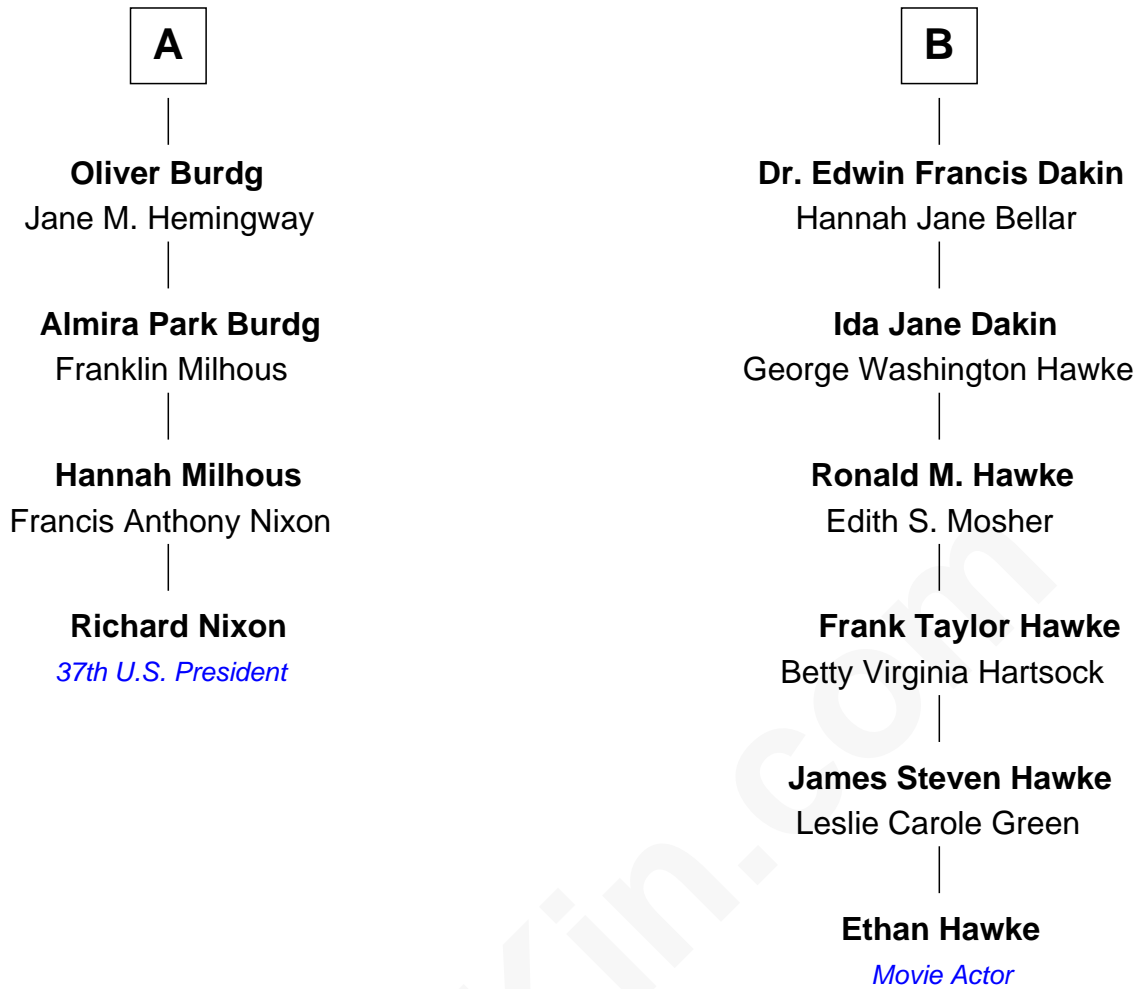 A
Oliver Burdg
Jane M. Hemingway
Almira Park Burdg
Franklin Milhous
Hannah Milhous
Francis Anthony Nixon
Richard Nixon
37th U.S. President
B
Dr. Edwin Francis Dakin
Hannah Jane Bellar
Ida Jane Dakin
George Washington Hawke
Ronald M. Hawke
Edith S. Mosher
Frank Taylor Hawke
Betty Virginia Hartsock
James Steven Hawke
Leslie Carole Green
Ethan Hawke
Movie Actor
Kin.com